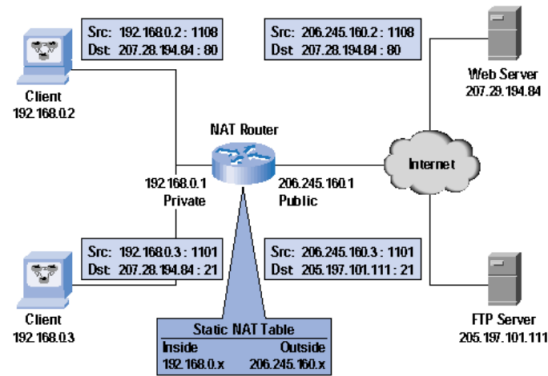 Src: 192.168.0.2 : 1108
Dst: 207.28.194.84 : 80
Src: 206.245.160.2 : 1108
Dst: 207.28.194.84 : 80
Client
192.168.0.2
Web Server
207.29.194.84
NAT Router
Internet
192.168.0.1
Private
206.245.160.1
Public
Src: 192.168.0.3 : 1101
Dst: 207.28.194.84 : 21
Src: 206.245.160.3 : 1101
Dst: 205.197.101.111 : 21
Client
192.168.0.3
FTP Server
205.197.101.111
Static NAT Table
Inside Outside
192.168.0.x 206.245.160.x